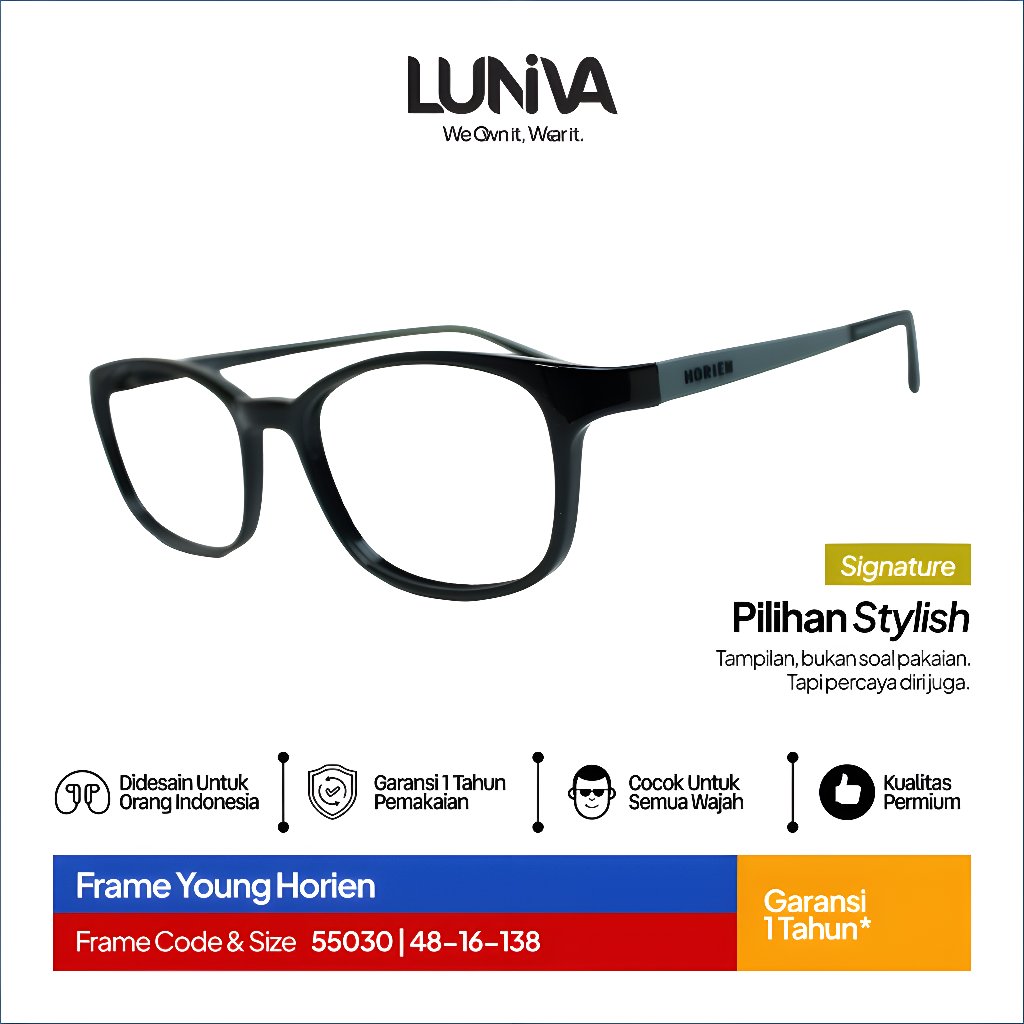 LUNiVA
We Own it, Wear it.
HORIEN
Signature
Pilihan Stylish
Tampilan, bukan soal pakaian.
Tapi percaya diri juga.
Didesain Untuk
Orang Indonesia
Garansi 1 Tahun
Pemakaian
Cocok Untuk
Semua Wajah
Kualitas
Permium
Frame Young Horien
Frame Code & Size 55030 | 48-16-138
Garansi
1 Tahun*